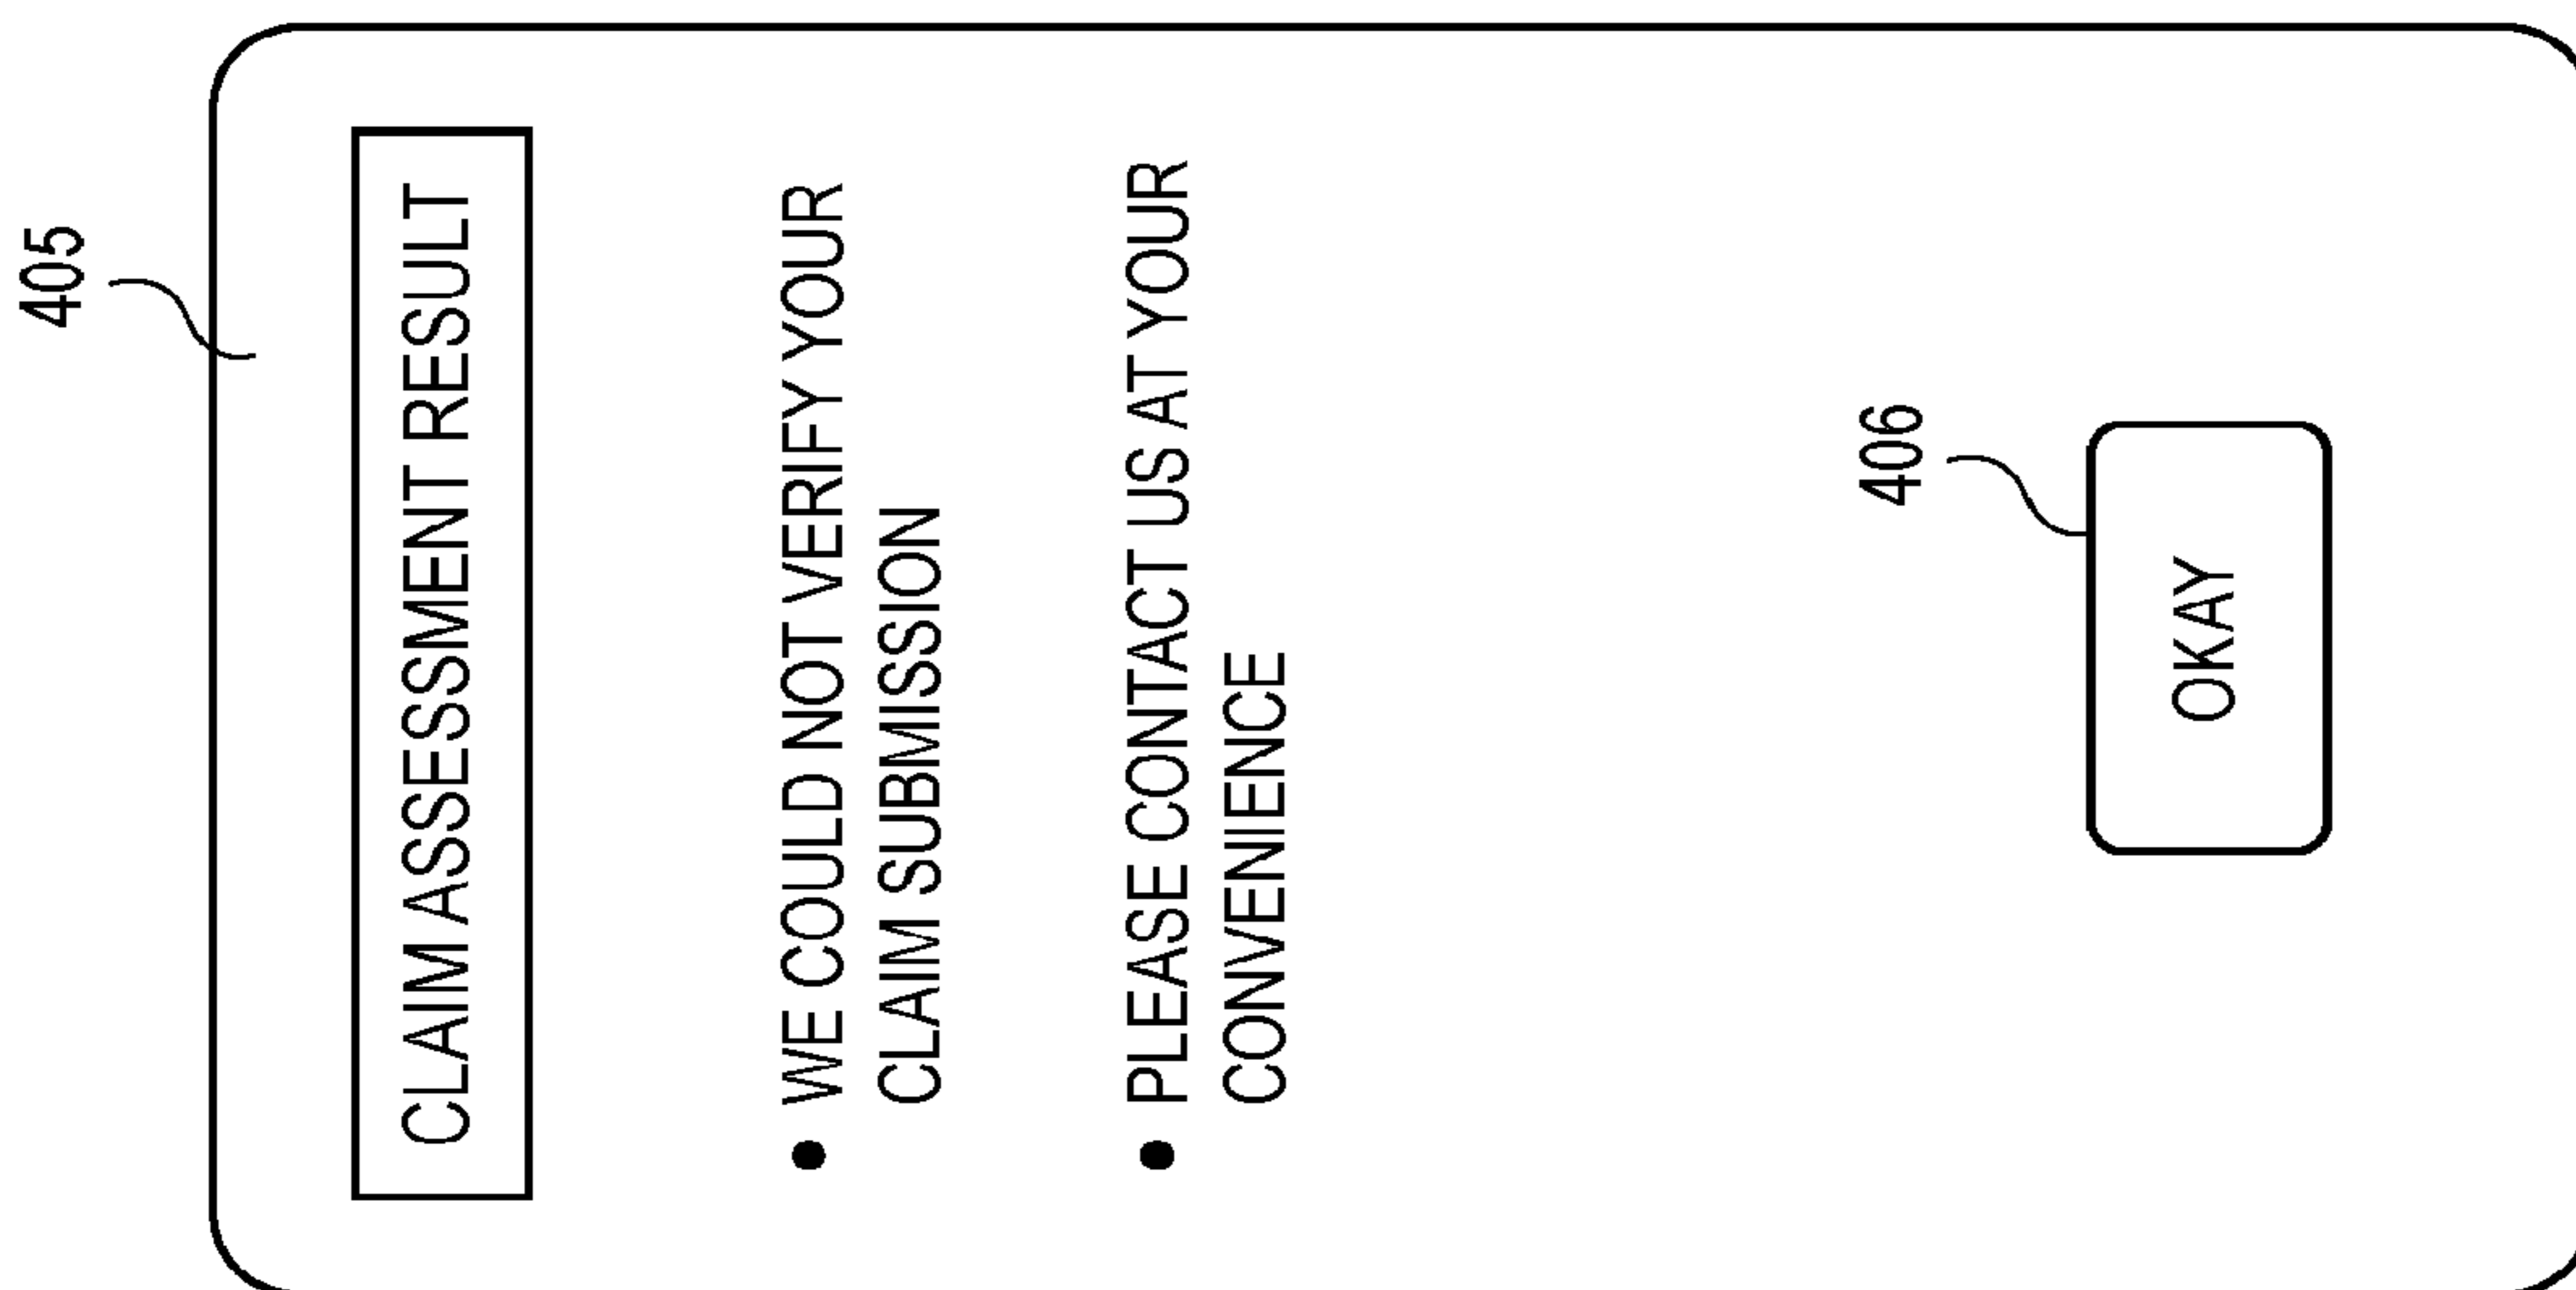 405
CLAIM ASSESSMENT RESULT
• WE COULD NOT VERIFY YOUR
CLAIM SUBMISSION
• PLEASE CONTACT US AT YOUR
CONVENIENCE
406
OKAY